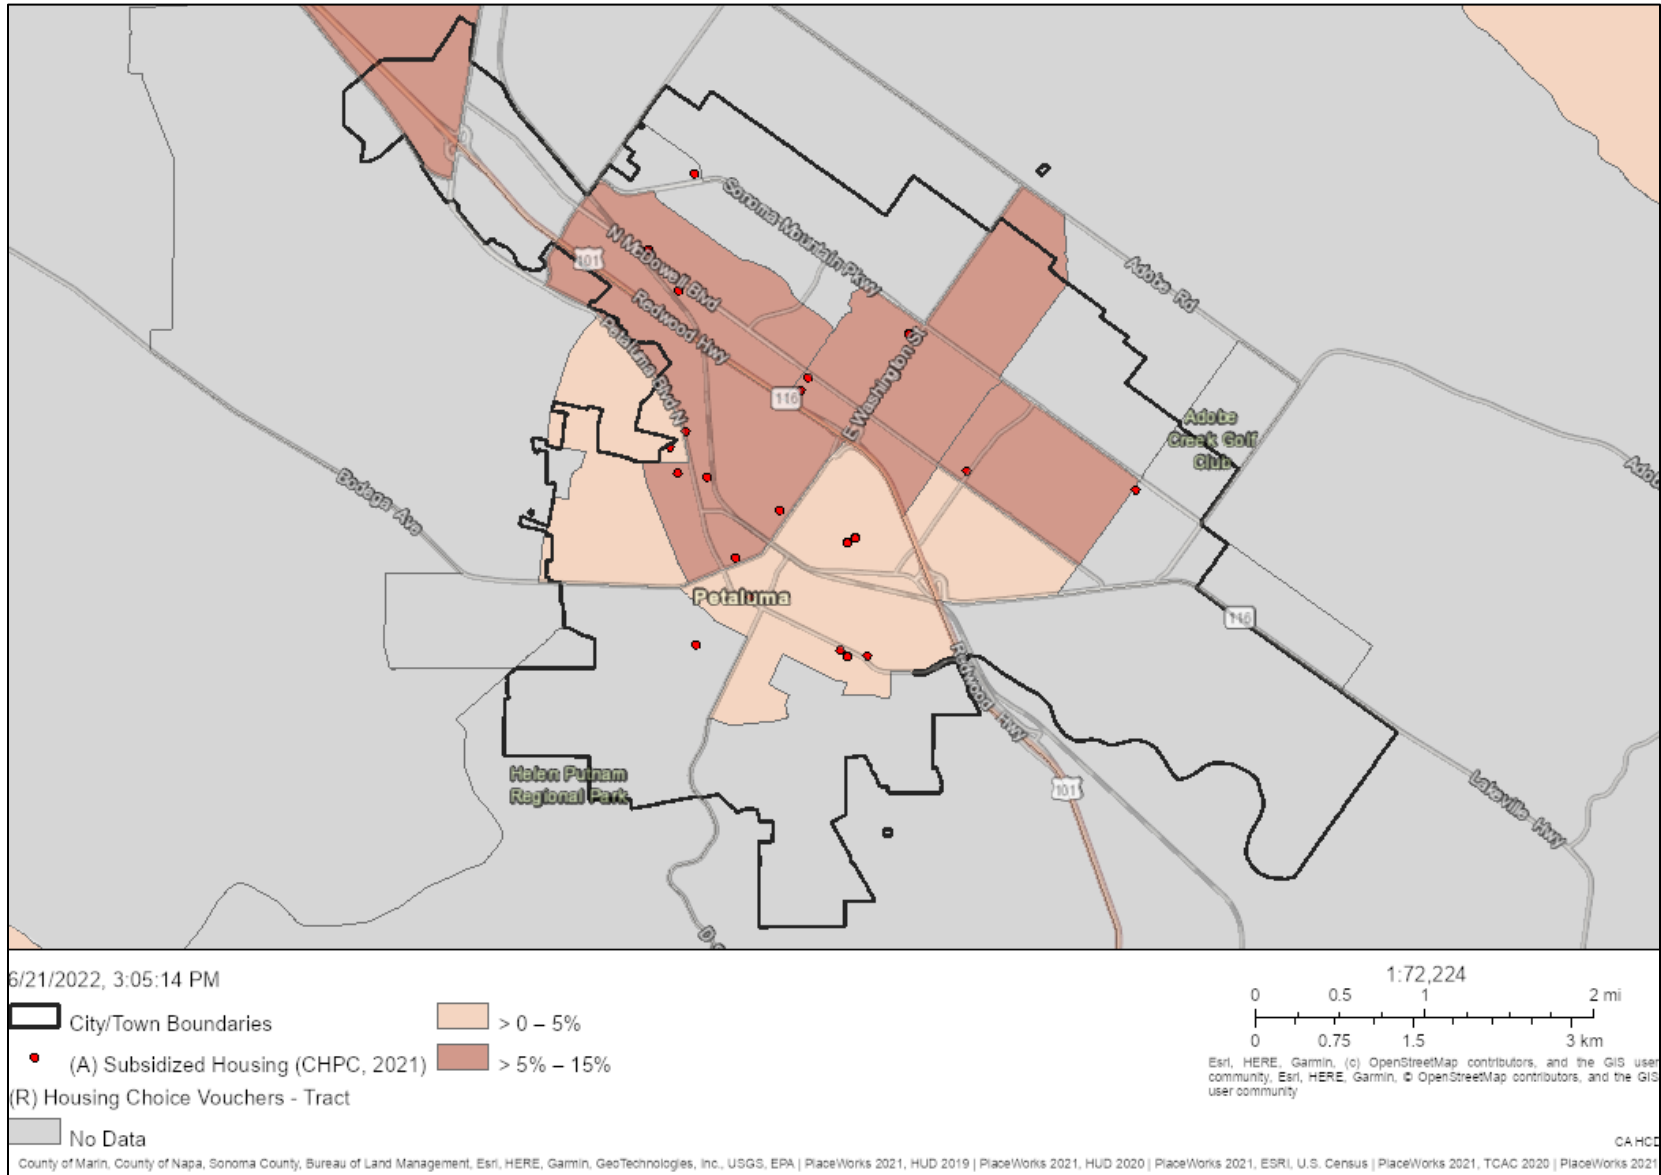 Sonoma Mountain Pkwy
N McDowell Blvd
101
Adobe Rd
Redwood Hwy
Petaluma Blvd N
116
E Washington St
Adobe
Creek Golf
Club
Bodega Ave
Petaluma
116
Redwood Hwy
Helen Putnam
Regional Park
101
Lakeville Hwy
6/21/2022, 3:05:14 PM
City/Town Boundaries
(A) Subsidized Housing (CHPC, 2021)
(R) Housing Choice Vouchers - Tract
No Data
> 0 – 5%
> 5% – 15%
1:72,224
0 0.5 1 2 mi
0 0.75 1.5 3 km
Esri, HERE, Garmin, (c) OpenStreetMap contributors, and the GIS user
community, Esri, HERE, Garmin, © OpenStreetMap contributors, and the GIS
user community
CA HCD
County of Marin, County of Napa, Sonoma County, Bureau of Land Management, Esri, HERE, Garmin, GeoTechnologies, Inc., USGS, EPA | PlaceWorks 2021, HUD 2019 | PlaceWorks 2021, HUD 2020 | PlaceWorks 2021, ESRI, U.S. Census | PlaceWorks 2021, TCAC 2020 | PlaceWorks 2021